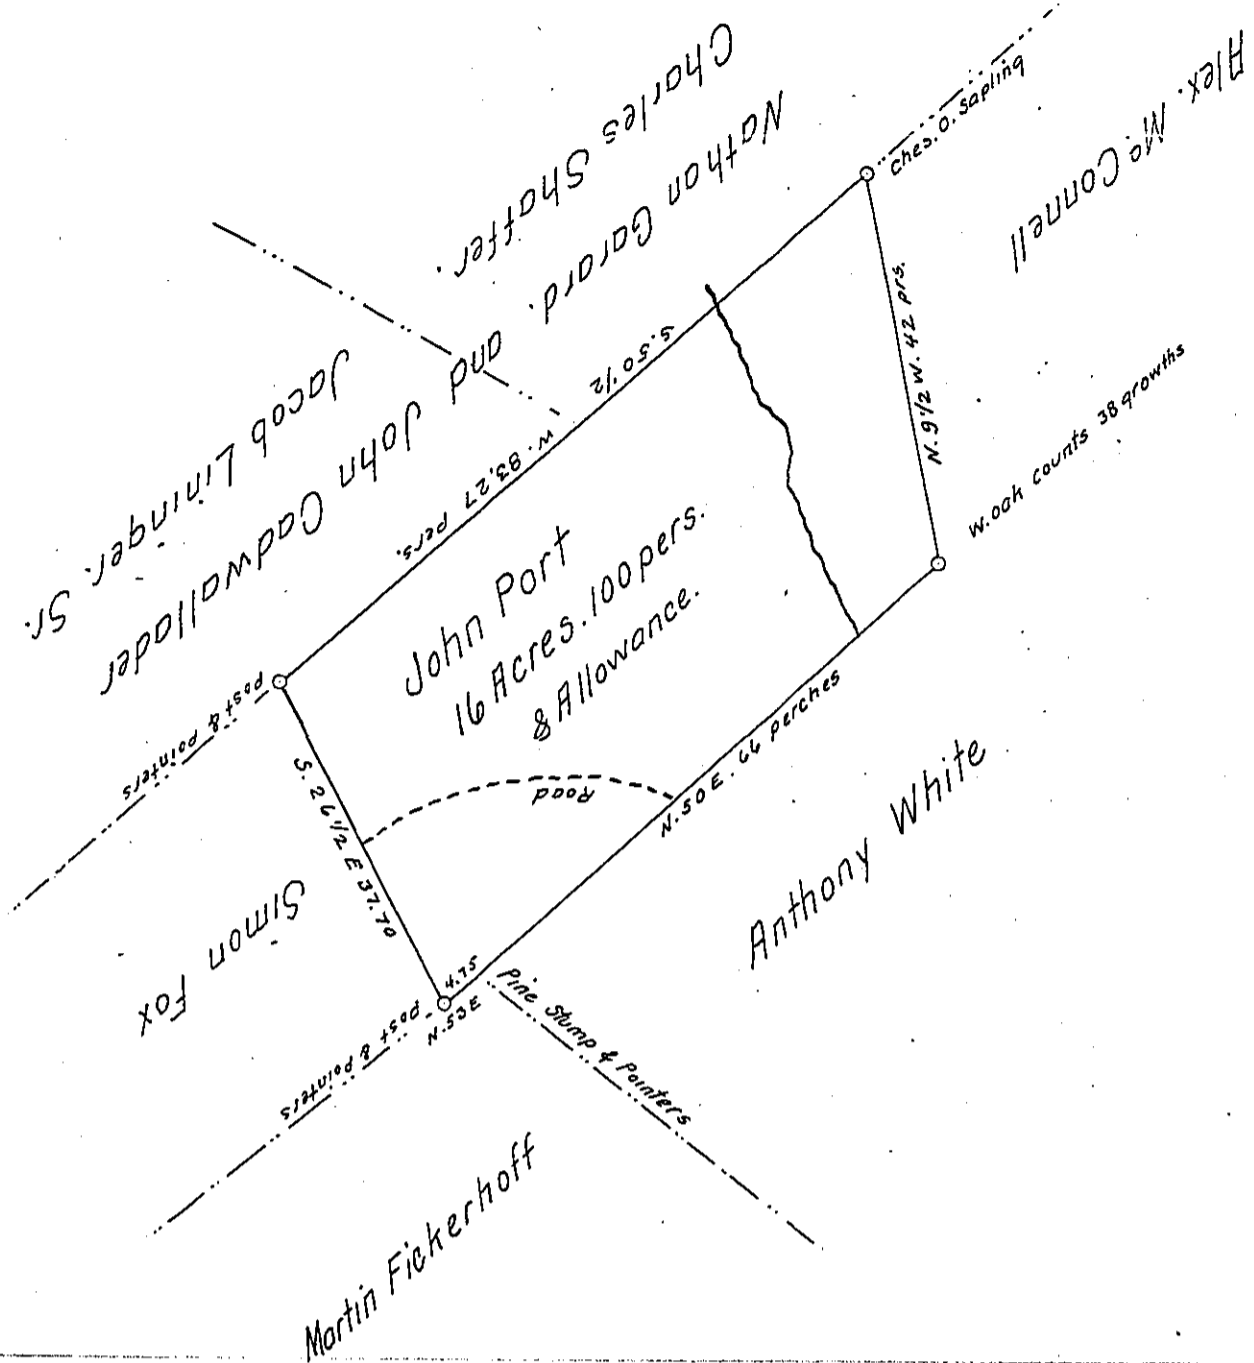 Charles Shaffer.
Nathan Garard.
and
John Cadwallader
Jacob Lininger. Sr.
ches. O. Sapling
Alex. McConnell
N. 9 1/2 W. 42 prs.
w. oak counts 38 growths
S. 50 1/2
W. 83,27 pers.
John Port
16 Acres. 100 pers.
& Allowance.
post & pointers
S. 26 1/2 E 37.70
Road
N. 50 E. 66 perches
Anthony White
Simon Fox
4.75
N. 53 E
post & pointers
Pine Stump & Pointers
Martin Fickerhoff